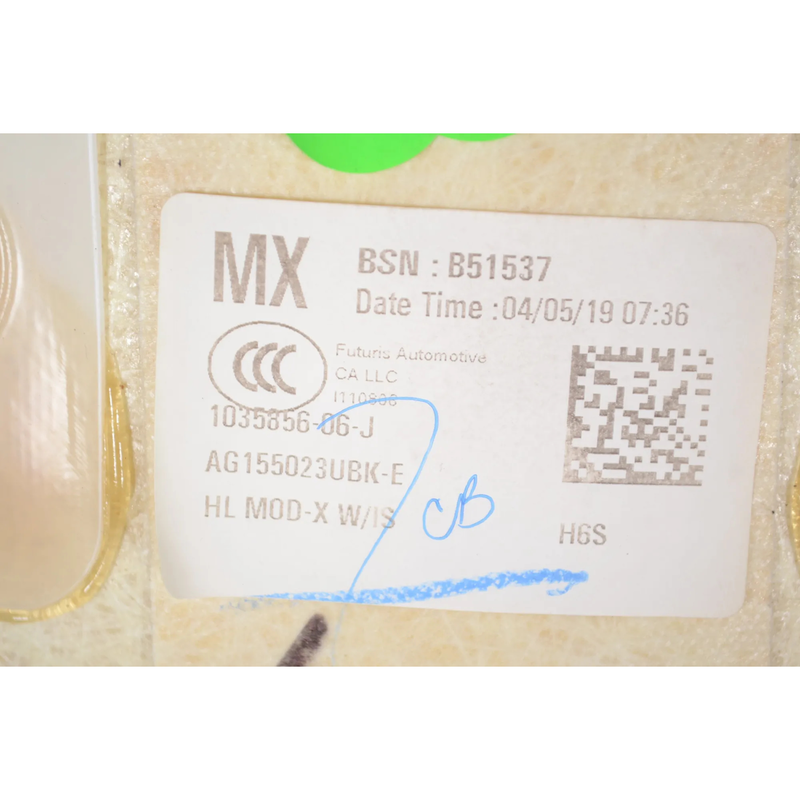 MX
BSN : B51537
Date Time :04/05/19 07:36
CCC
Futuris Automotive
CA LLC
1035856-06-J
AG155023UBK-E
HL MOD-X W/IS
CB
H6S